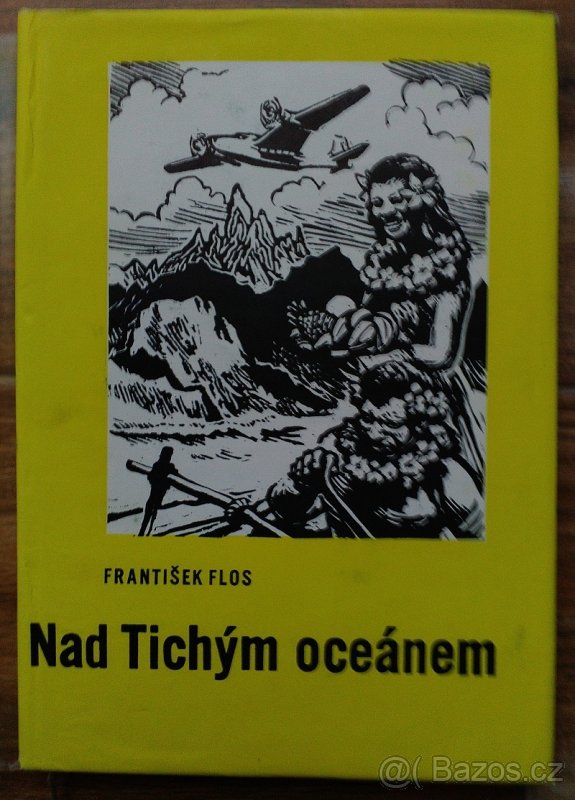 FRANTIŠEK FLOS
Nad Tichým oceánem
@( Bazos.cz